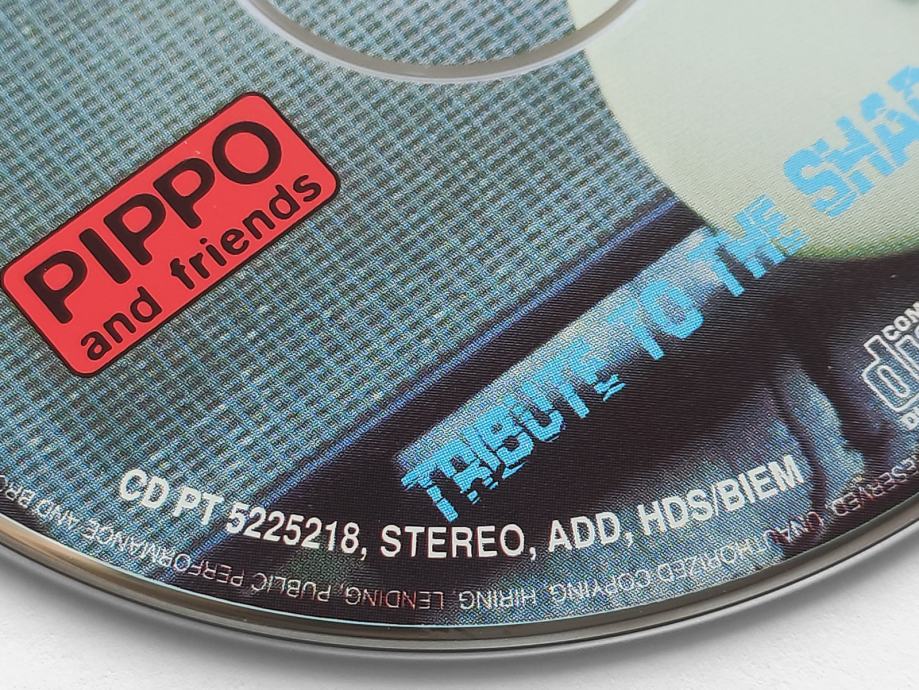 PIPPO
and friends
TRIBUTE TO THE
COM
CD PT 5225218, STEREO, ADD, HDS/BIEM
UNAUTHORIZED COPYING, HIRING, LENDING, PUBLIC PERFORMANCE AND